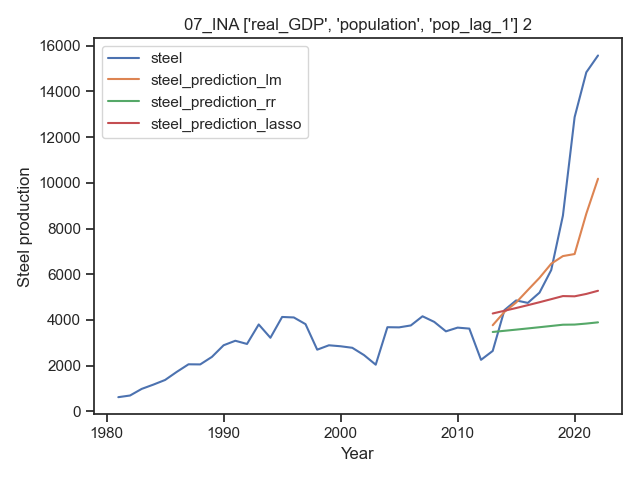 07_INA ['real_GDP', 'population', 'pop_lag_1'] 2
16000
14000
12000
10000
8000
6000
4000
2000
0
Steel production
steel
steel_prediction_lm
steel_prediction_rr
steel_prediction_lasso
1980
1990
2000
2010
2020
Year